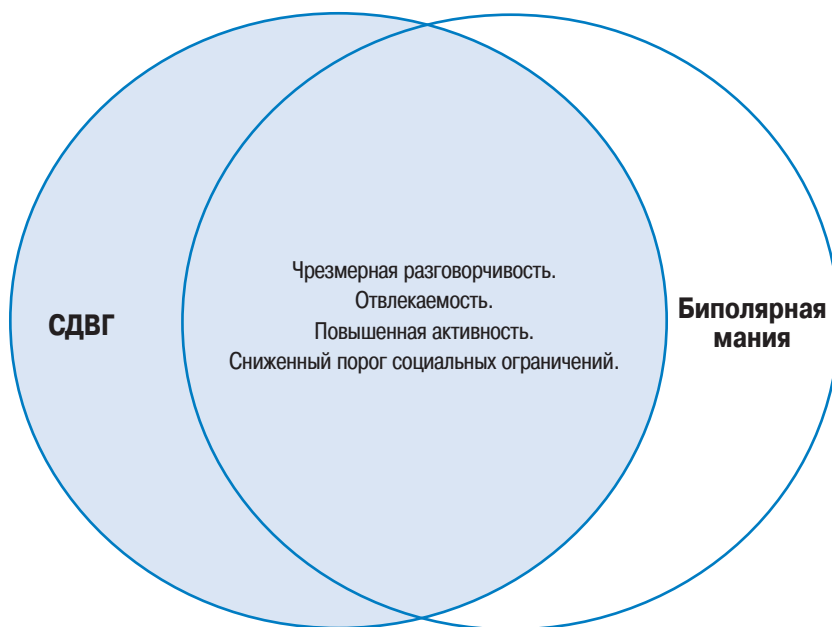 СДВГ
Чрезмерная разговорчивость.
Отвлекаемость.
Повышенная активность.
Сниженный порог социальных ограничений.
Биполярная
мания